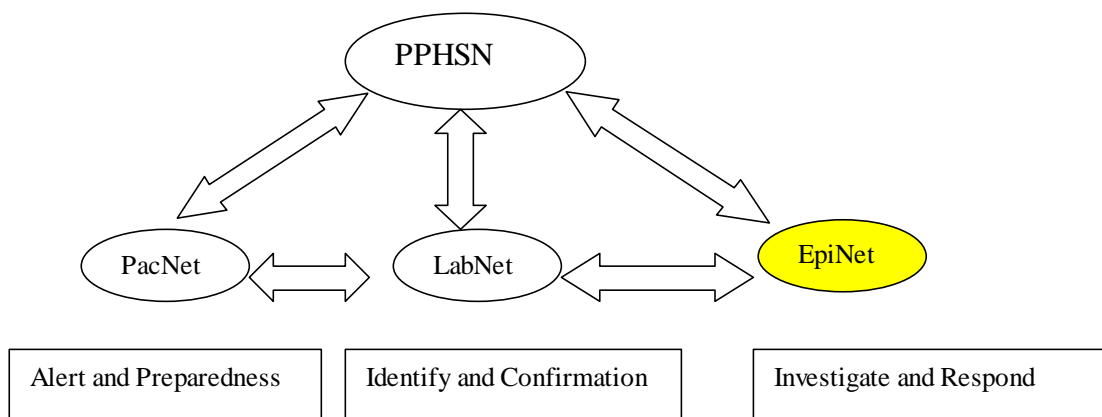 PPHSN
PacNet
LabNet
EpiNet
Alert and Preparedness
Identify and Confirmation
Investigate and Respond